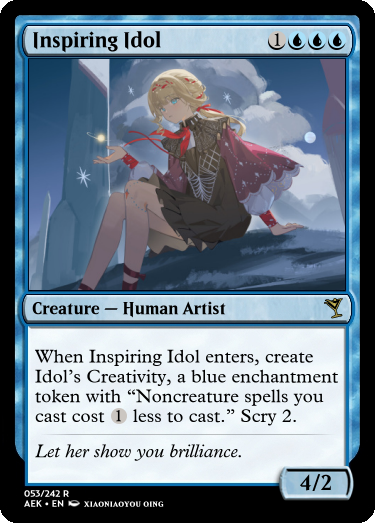 Inspiring Idol 1
Creature — Human Artist
When Inspiring Idol enters, create
Idol's Creativity, a blue enchantment
token with “Noncreature spells you
cast cost 1 less to cast.” Scry 2.
Let her show you brilliance.
4/2
053/242 R
AEK • EN XIAONIAOYOU QING